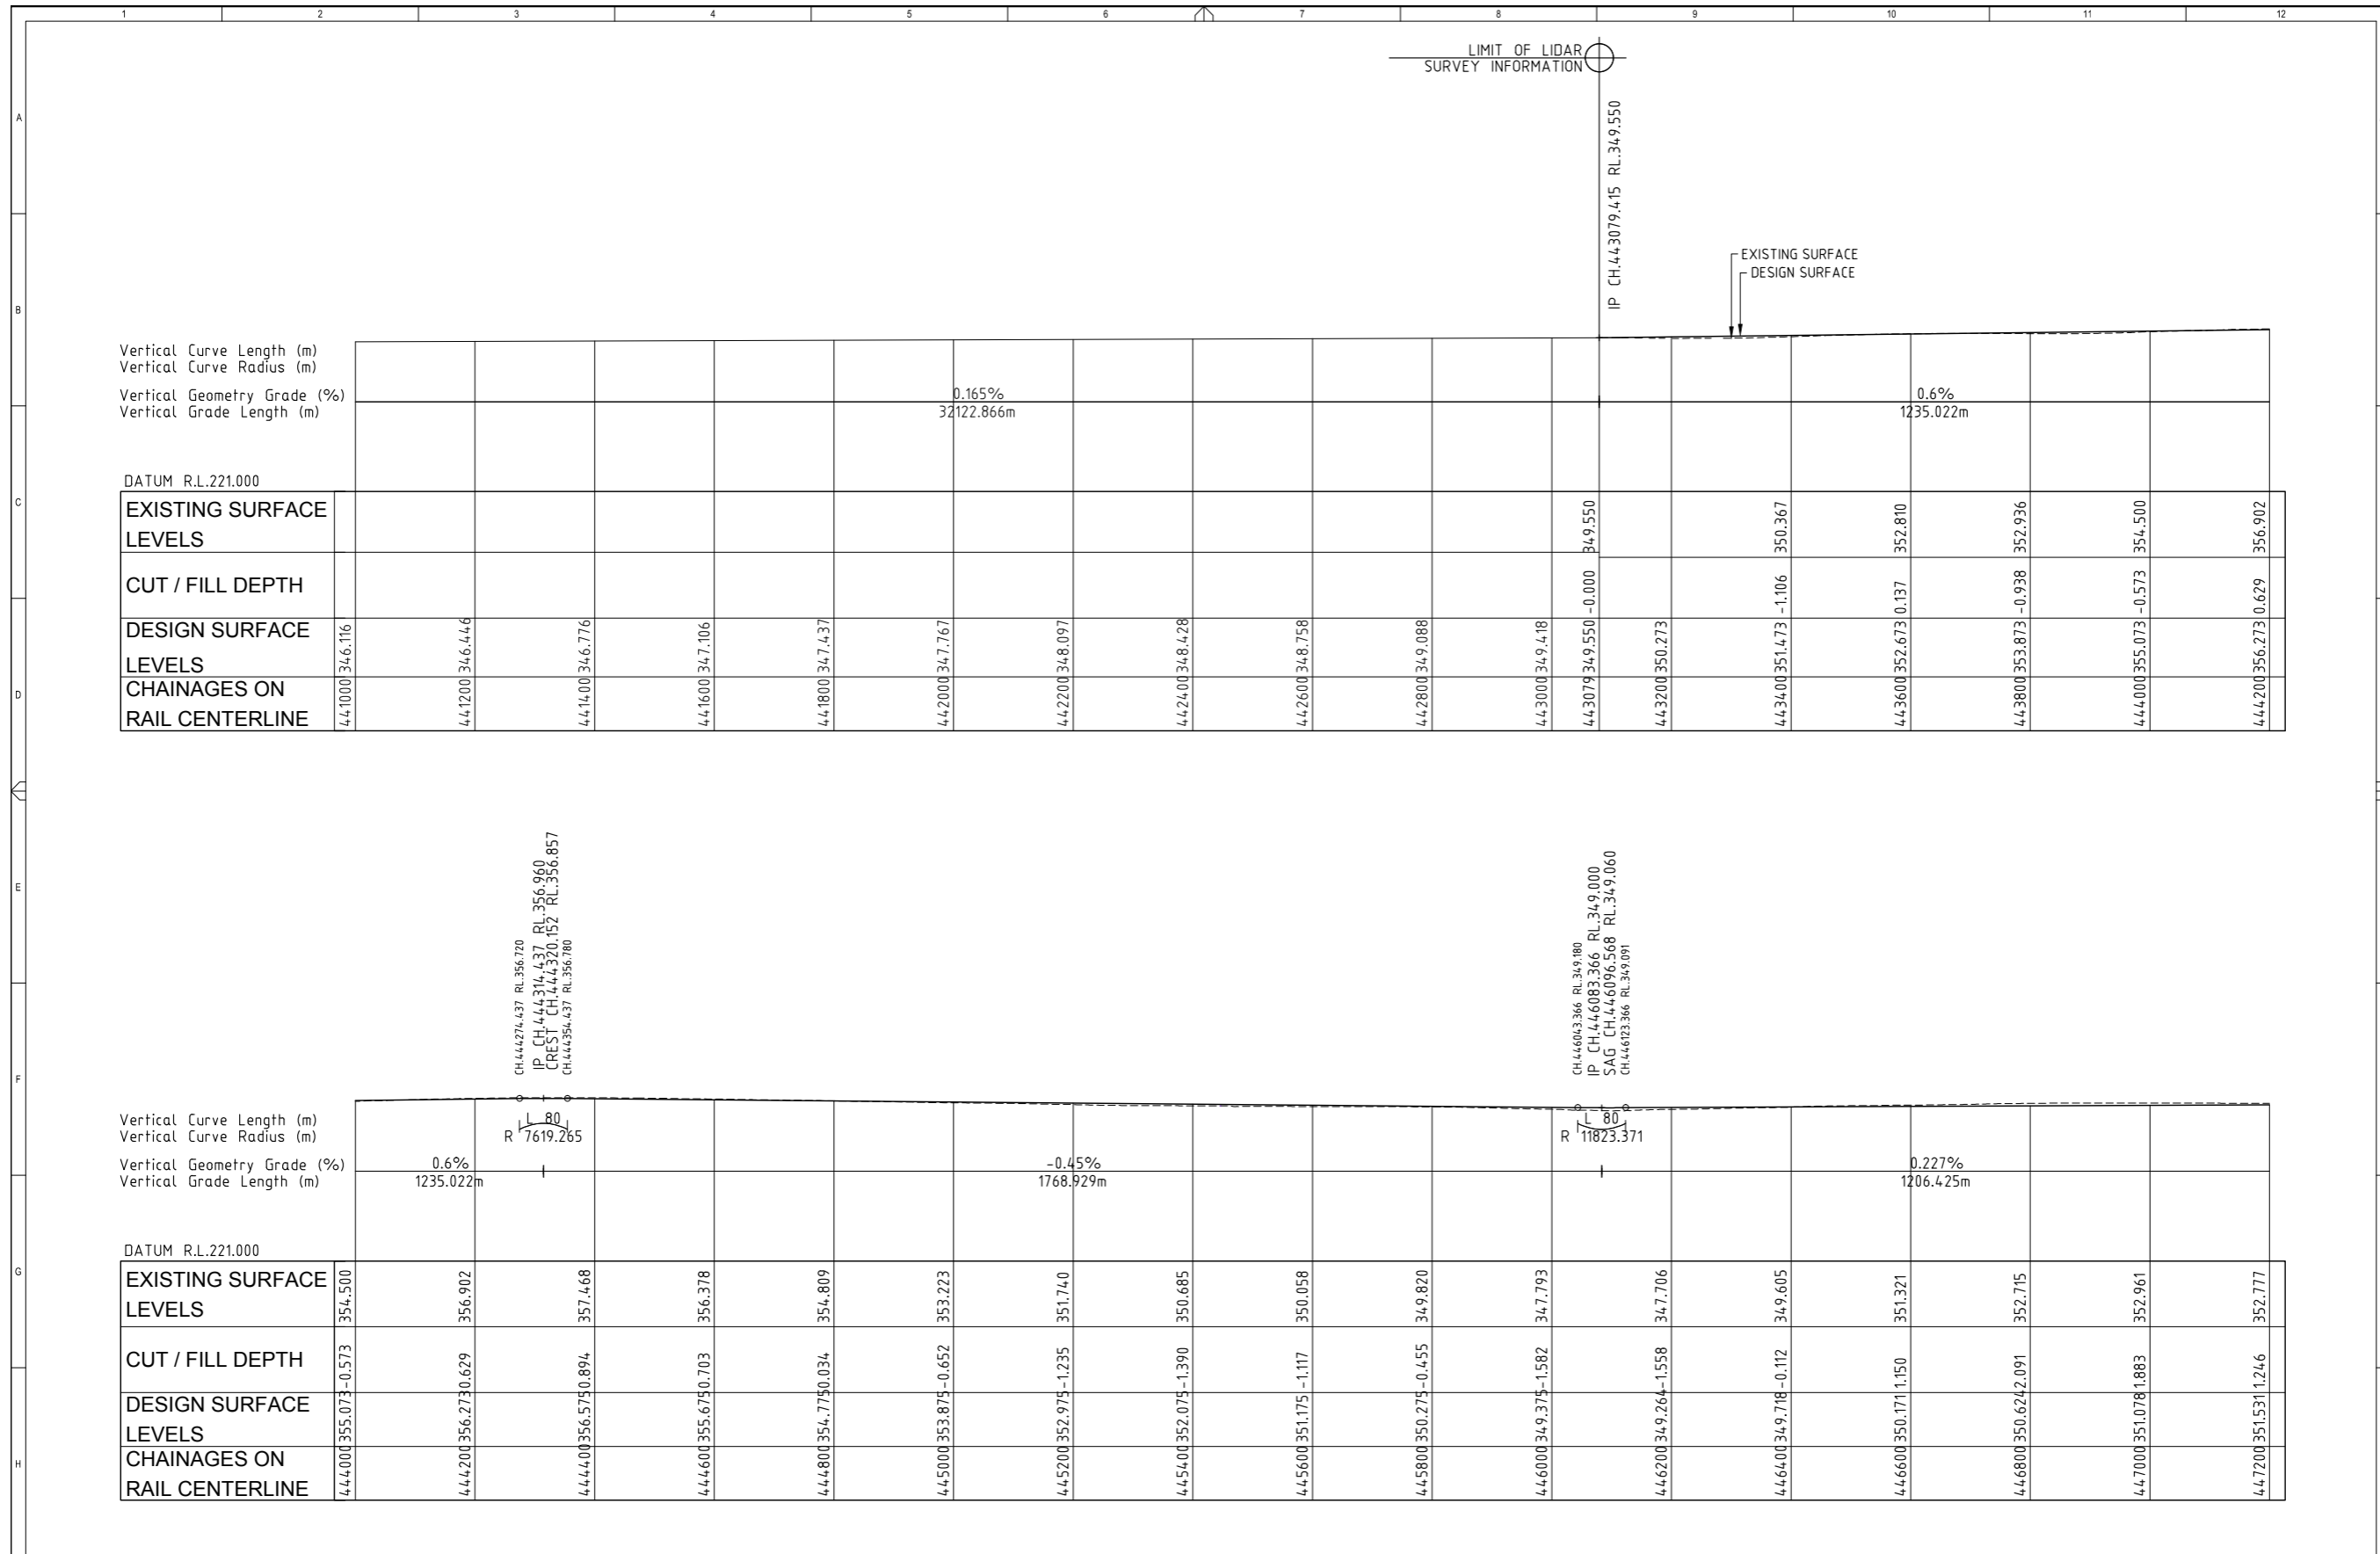 1 2 3 4 5 6 7 8 9 10 11 12
A
B
C
D
E
F
G
H
LIMIT OF LIDAR
SURVEY INFORMATION
IP CH.443079.415 RL.349.550
EXISTING SURFACE
DESIGN SURFACE
Vertical Curve Length (m)
Vertical Curve Radius (m)
Vertical Geometry Grade (%) 0.165% 0.6%
Vertical Grade Length (m) 32122.866m 1235.022m
DATUM R.L.221.000
EXISTING SURFACE
LEVELS
349.550 350.367 352.810 352.936 354.500 356.902
CUT / FILL DEPTH
-0.000 -1.106 0.137 -0.938 -0.573 0.629
DESIGN SURFACE
LEVELS
346.116 346.446 346.776 347.106 347.437 347.767 348.097 348.428 348.758 349.088 349.418 349.550 350.273 351.473 352.673 353.873 355.073 356.273
CHAINAGES ON
RAIL CENTERLINE
441000 441200 441400 441600 441800 442000 442200 442400 442600 442800 443000 443079 443200 443400 443600 443800 444000 444200
CH.444274.437 RL.356.720
IP CH.444314.437 RL.356.960
CREST CH.444320.152 RL.356.857
CH.444354.437 RL.356.780
CH.446043.366 RL.349.180
IP CH.446083.366 RL.349.000
SAG CH.446096.568 RL.349.060
CH.446123.366 RL.349.091
Vertical Curve Length (m) L 80 L 80
Vertical Curve Radius (m) R 7619.265 R 11823.371
Vertical Geometry Grade (%) 0.6% -0.45% 0.227%
Vertical Grade Length (m) 1235.022m 1768.929m 1206.425m
DATUM R.L.221.000
EXISTING SURFACE
LEVELS
354.500 356.902 357.468 356.378 354.809 353.223 351.740 350.685 350.058 349.820 347.793 347.706 349.605 351.321 352.715 352.961 352.777
CUT / FILL DEPTH
-0.573 0.629 0.894 0.703 0.034 -0.652 -1.235 -1.390 -1.117 -0.455 -1.582 -1.558 -0.112 1.150 2.091 1.883 1.246
DESIGN SURFACE
LEVELS
355.073 356.273 356.575 355.675 354.775 353.875 352.975 352.075 351.175 350.275 349.375 349.264 349.718 350.171 350.624 351.078 351.531
CHAINAGES ON
RAIL CENTERLINE
444000 444200 444400 444600 444800 445000 445200 445400 445600 445800 446000 446200 446400 446600 446800 447000 447200